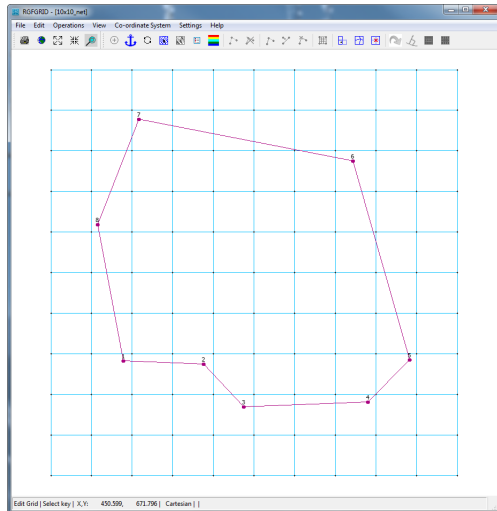 RGFGRID - [10x10_net]
File Edit Operations View Co-ordinate System Settings Help
7
6
8
1
2
5
3
4
Edit Grid | Select key | X,Y: 450.599, 671.796 | Cartesian | |